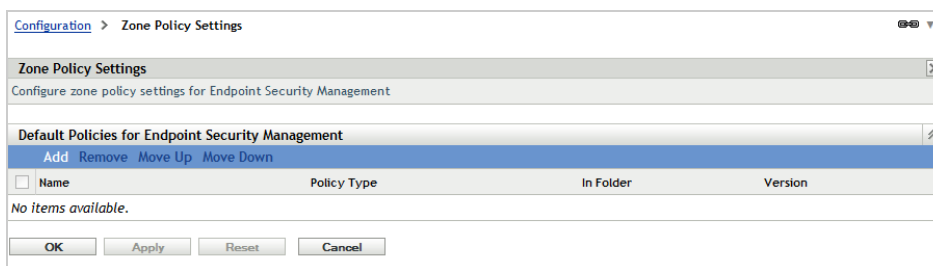 Configuration > Zone Policy Settings
Zone Policy Settings
Configure zone policy settings for Endpoint Security Management
Default Policies for Endpoint Security Management
Add Remove Move Up Move Down
Name Policy Type In Folder Version
No items available.
OK Apply Reset Cancel